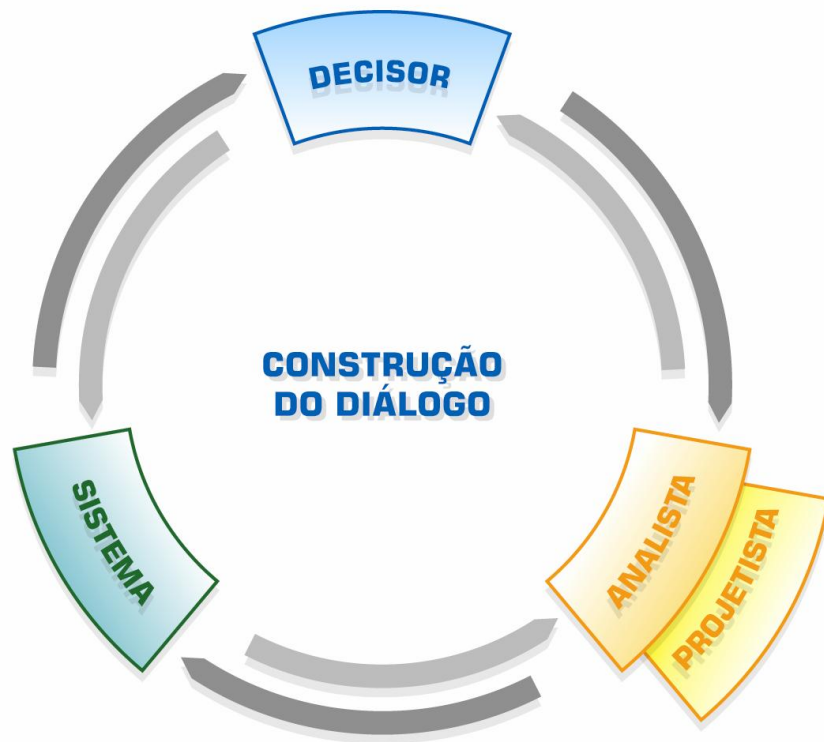 DECISOR
CONSTRUÇÃO
DO DIÁLOGO
SISTEMA
ANALISTA
PROJETISTA